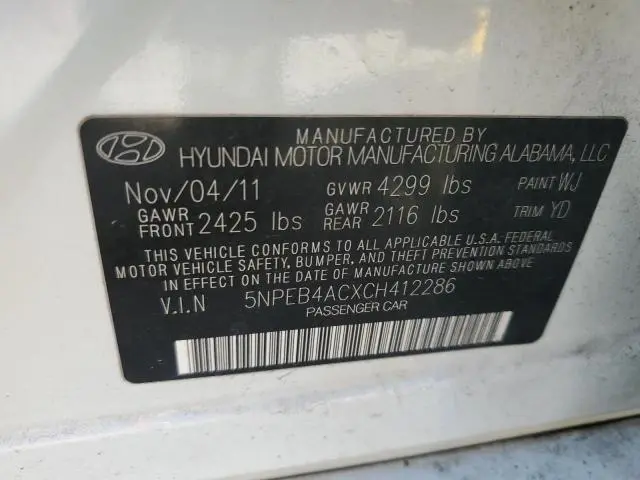 MANUFACTURED BY
HYUNDAI MOTOR MANUFACTURING ALABAMA, LLC
Nov/04/11 GVWR 4299 lbs PAINT WJ
GAWR FRONT 2425 lbs GAWR REAR 2116 lbs TRIM YD
THIS VEHICLE CONFORMS TO ALL APPLICABLE U.S.A.-FEDERAL
MOTOR VEHICLE SAFETY, BUMPER, AND THEFT PREVENTION STANDARDS
IN EFFECT ON THE DATE OF MANUFACTURE SHOWN ABOVE
V.I.N 5NPEB4ACXCH412286
PASSENGER CAR